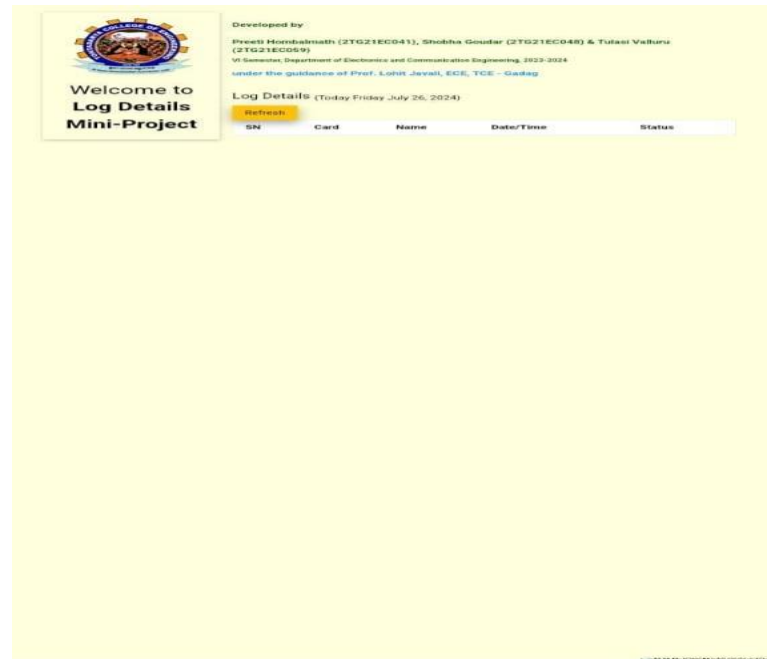 COLLEGE OF
Welcome to
Log Details
Mini-Project
Developed by
Preeti Hombalmath (2TG21EC041), Shobha Goudar (2TG21EC048) & Tulasi Valluru
(2TG21EC059)
VI Semester, Department of Electronics and Communication Engineering, 2023-2024
under the guidance of Prof. Lohit Javali, ECE, TCE - Gadag
Log Details (Today Friday July 26, 2024)
Refresh
SN Card Name Date/Time Status